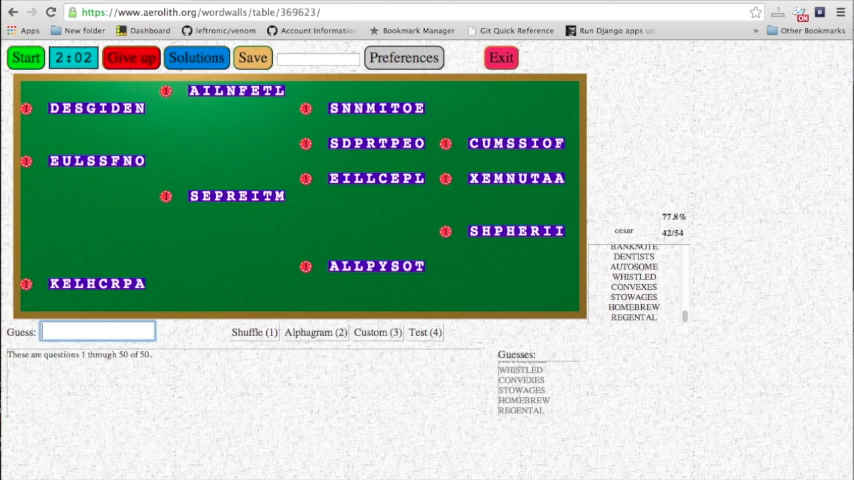 https://www.aerolith.org/wordwalls/table/369623/
ON
Apps New folder Dashboard leftronic/venom Account Information Bookmark Manager Git Quick Reference Run Django apps » Other Bookmarks
Start 2:02 Give up Solutions Save Preferences Exit
AILNFETL
DESGIDEN SNNMITOE
SDPRTPEO CUMSSIOF
EULSSFNO
EILLCEPL XEMNUTAA
SEPREITM
77.8%
cesar 42/54
SHPHERII
BANKNOTE
DENTISTS
ALLPYSOT
AUTOSOME
WHISTLED
KELHCRPA
CONVEXES
STOWAGES
HOMEBREW
REGENTAL
Guess: Shuffle (1) Alphagram (2) Custom (3) Test (4)
These are questions 1 through 50 of 50.
Guesses:
WHISTLED
CONVEXES
STOWAGES
HOMEBREW
REGENTAL